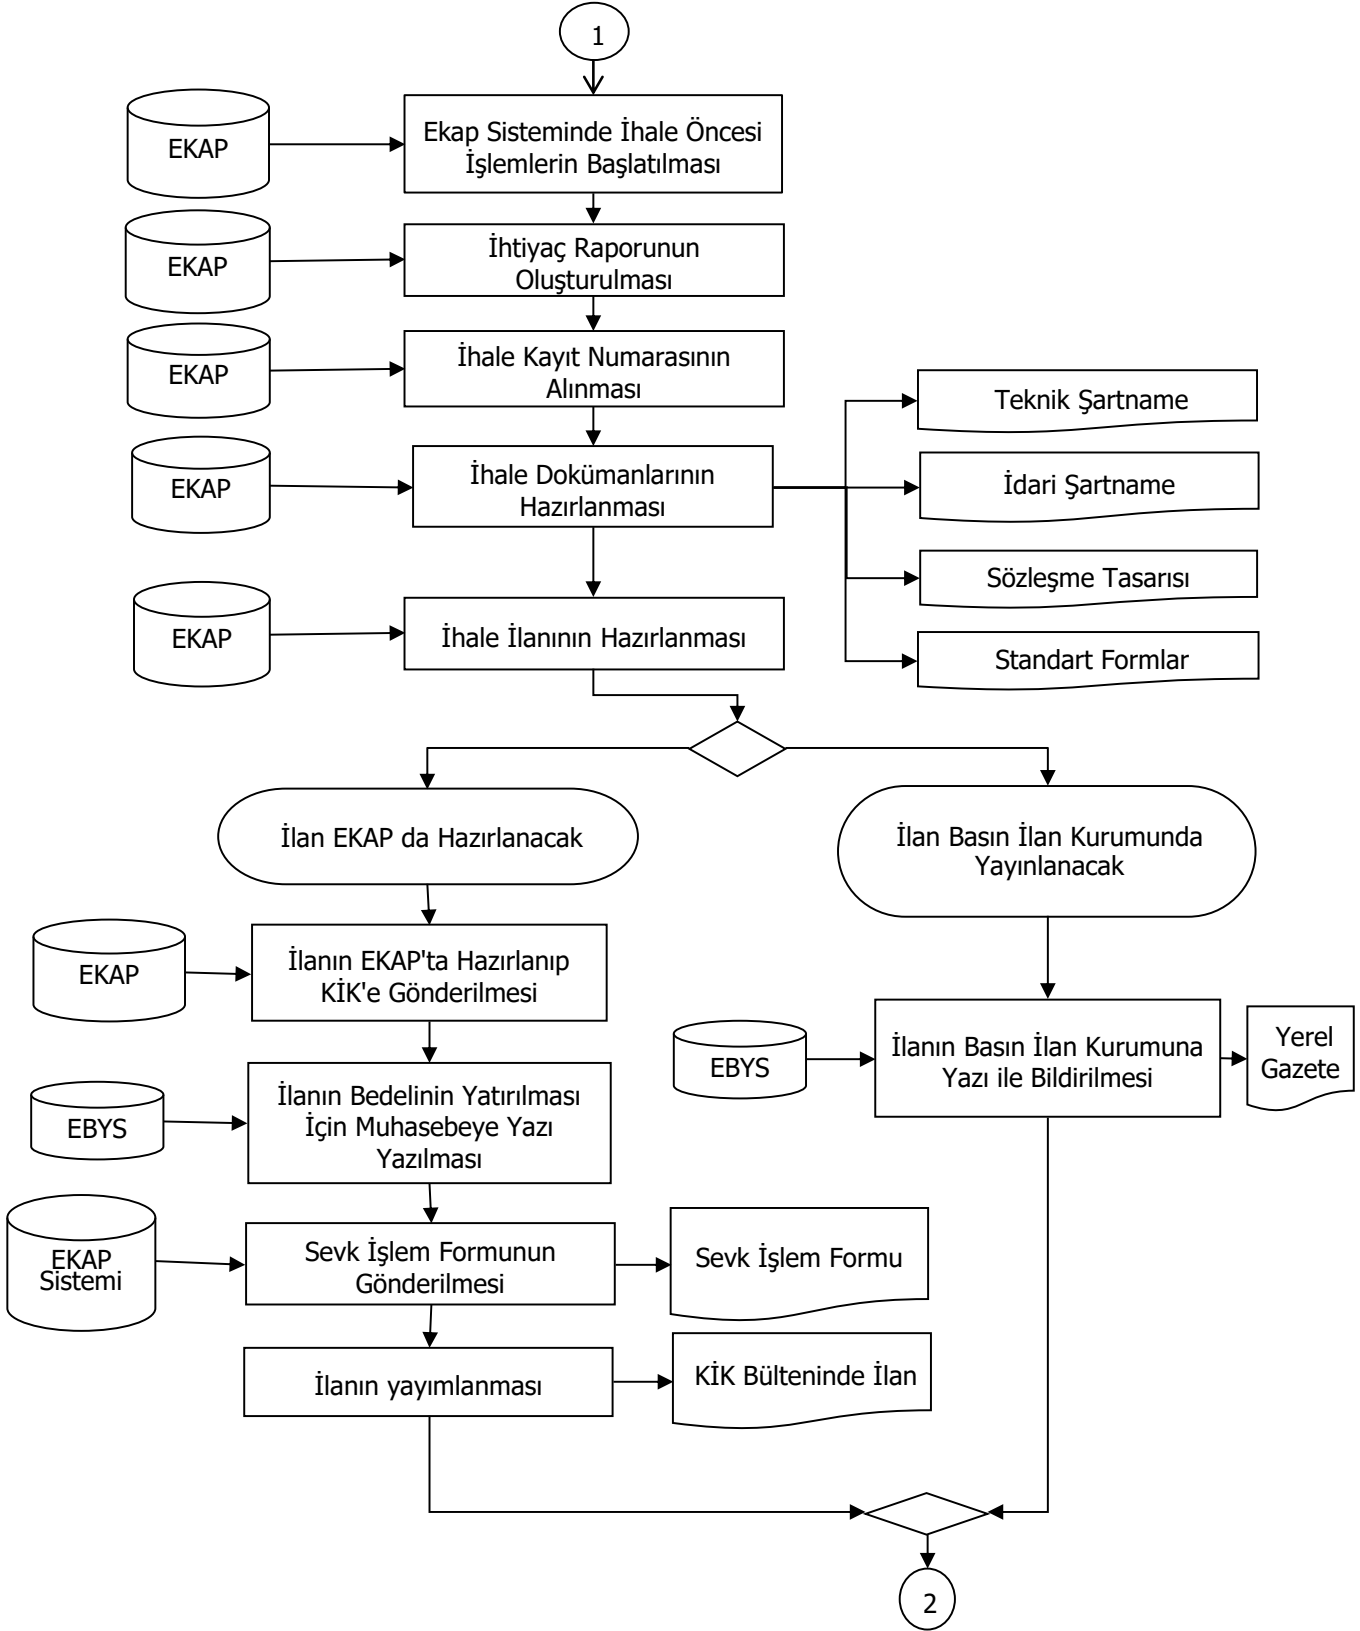 1
EKAP
Ekap Sisteminde İhale Öncesi
İşlemlerin Başlatılması
EKAP
İhtiyaç Raporunun
Oluşturulması
EKAP
İhale Kayıt Numarasının
Alınması
Teknik Şartname
EKAP
İhale Dokümanlarının
Hazırlanması
İdari Şartname
Sözleşme Tasarısı
EKAP
İhale İlanının Hazırlanması
Standart Formlar
İlan EKAP da Hazırlanacak
İlan Basın İlan Kurumunda
Yayınlanacak
EKAP
İlanın EKAP'ta Hazırlanıp
KİK'e Gönderilmesi
EBYS
İlanın Basın İlan Kurumuna
Yazı ile Bildirilmesi
Yerel
Gazete
EBYS
İlanın Bedelinin Yatırılması
İçin Muhasebeye Yazı
Yazılması
EKAP
Sistemi
Sevk İşlem Formunun
Gönderilmesi
Sevk İşlem Formu
İlanın yayımlanması
KİK Bülteninde İlan
2